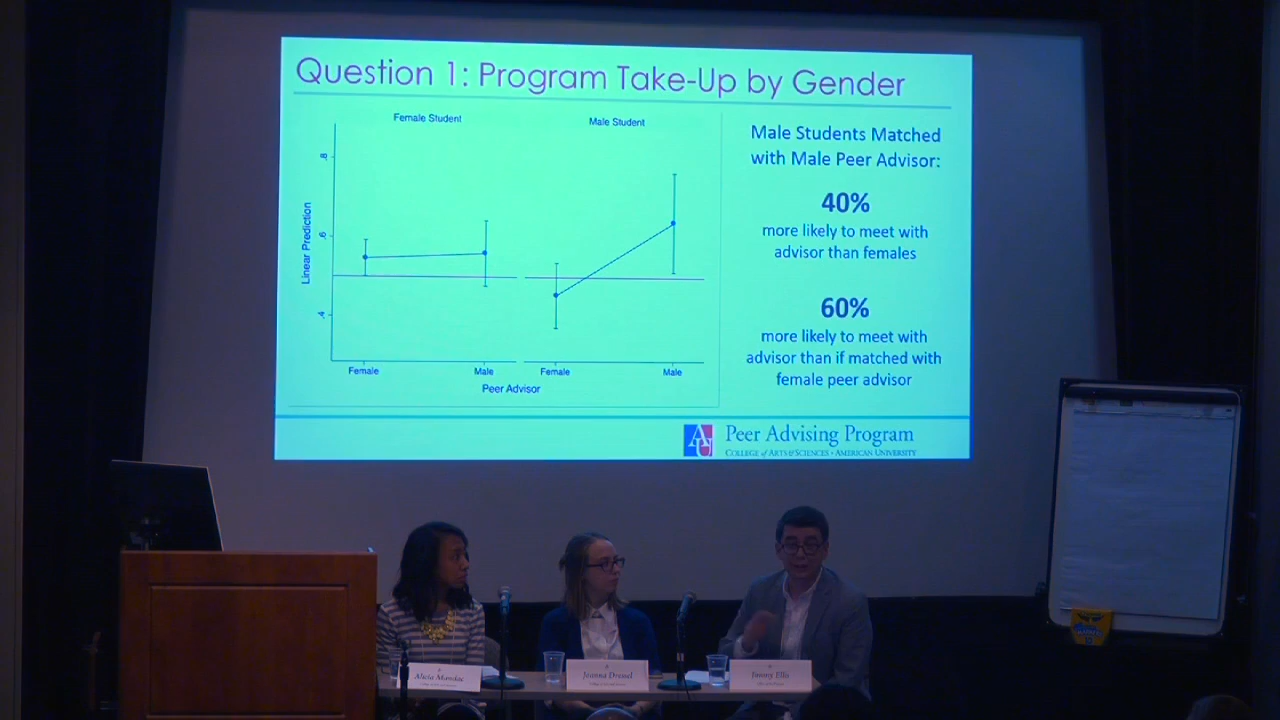 Question 1: Program Take-Up by Gender
Female Student
Male Student
Linear Prediction
.8
.6
.4
Female
Male
Female
Male
Peer Advisor
Male Students Matched
with Male Peer Advisor:
40%
more likely to meet with
advisor than females
60%
more likely to meet with
advisor than if matched with
female peer advisor
AU
Peer Advising Program
COLLEGE of ARTS & SCIENCES • AMERICAN UNIVERSITY
Alicia
Joanna
Tommy Ellis